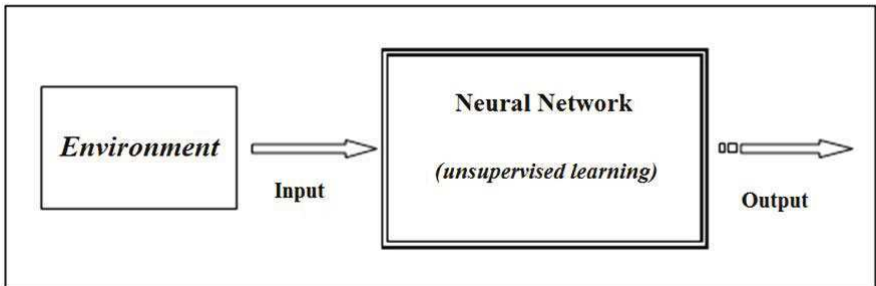 Environment
Input
Neural Network
(unsupervised learning)
Output